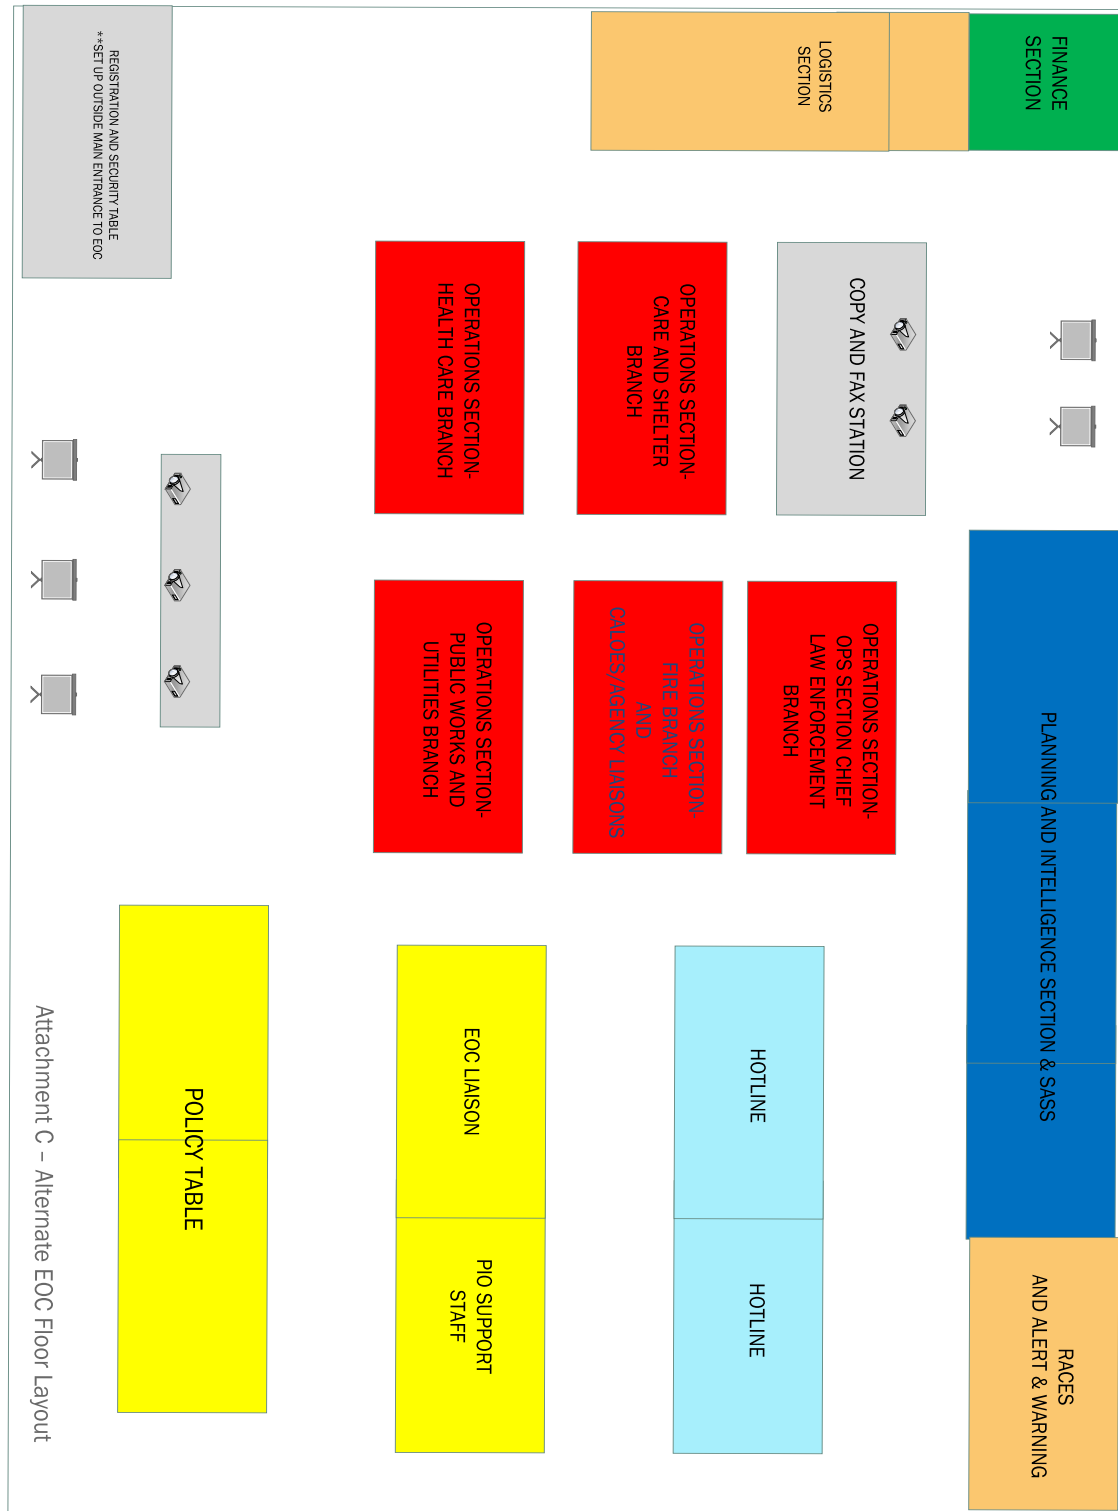 FINANCE
SECTION
LOGISTICS
SECTION
REGISTRATION AND SECURITY TABLE
**SET UP OUTSIDE MAIN ENTRANCE TO EOC
COPY AND FAX STATION
OPERATIONS SECTION-
CARE AND SHELTER
BRANCH
OPERATIONS SECTION-
HEALTH CARE BRANCH
PLANNING AND INTELLIGENCE SECTION & SASS
OPERATIONS SECTION-
OPS SECTION CHIEF
LAW ENFORCEMENT
BRANCH
OPERATIONS SECTION-
FIRE BRANCH
AND
CALOES/AGENCY LIAISONS
OPERATIONS SECTION-
PUBLIC WORKS AND
UTILITIES BRANCH
RACES
AND ALERT & WARNING
HOTLINE
HOTLINE
EOC LIAISON
PIO SUPPORT
STAFF
POLICY TABLE
Attachment C – Alternate EOC Floor Layout